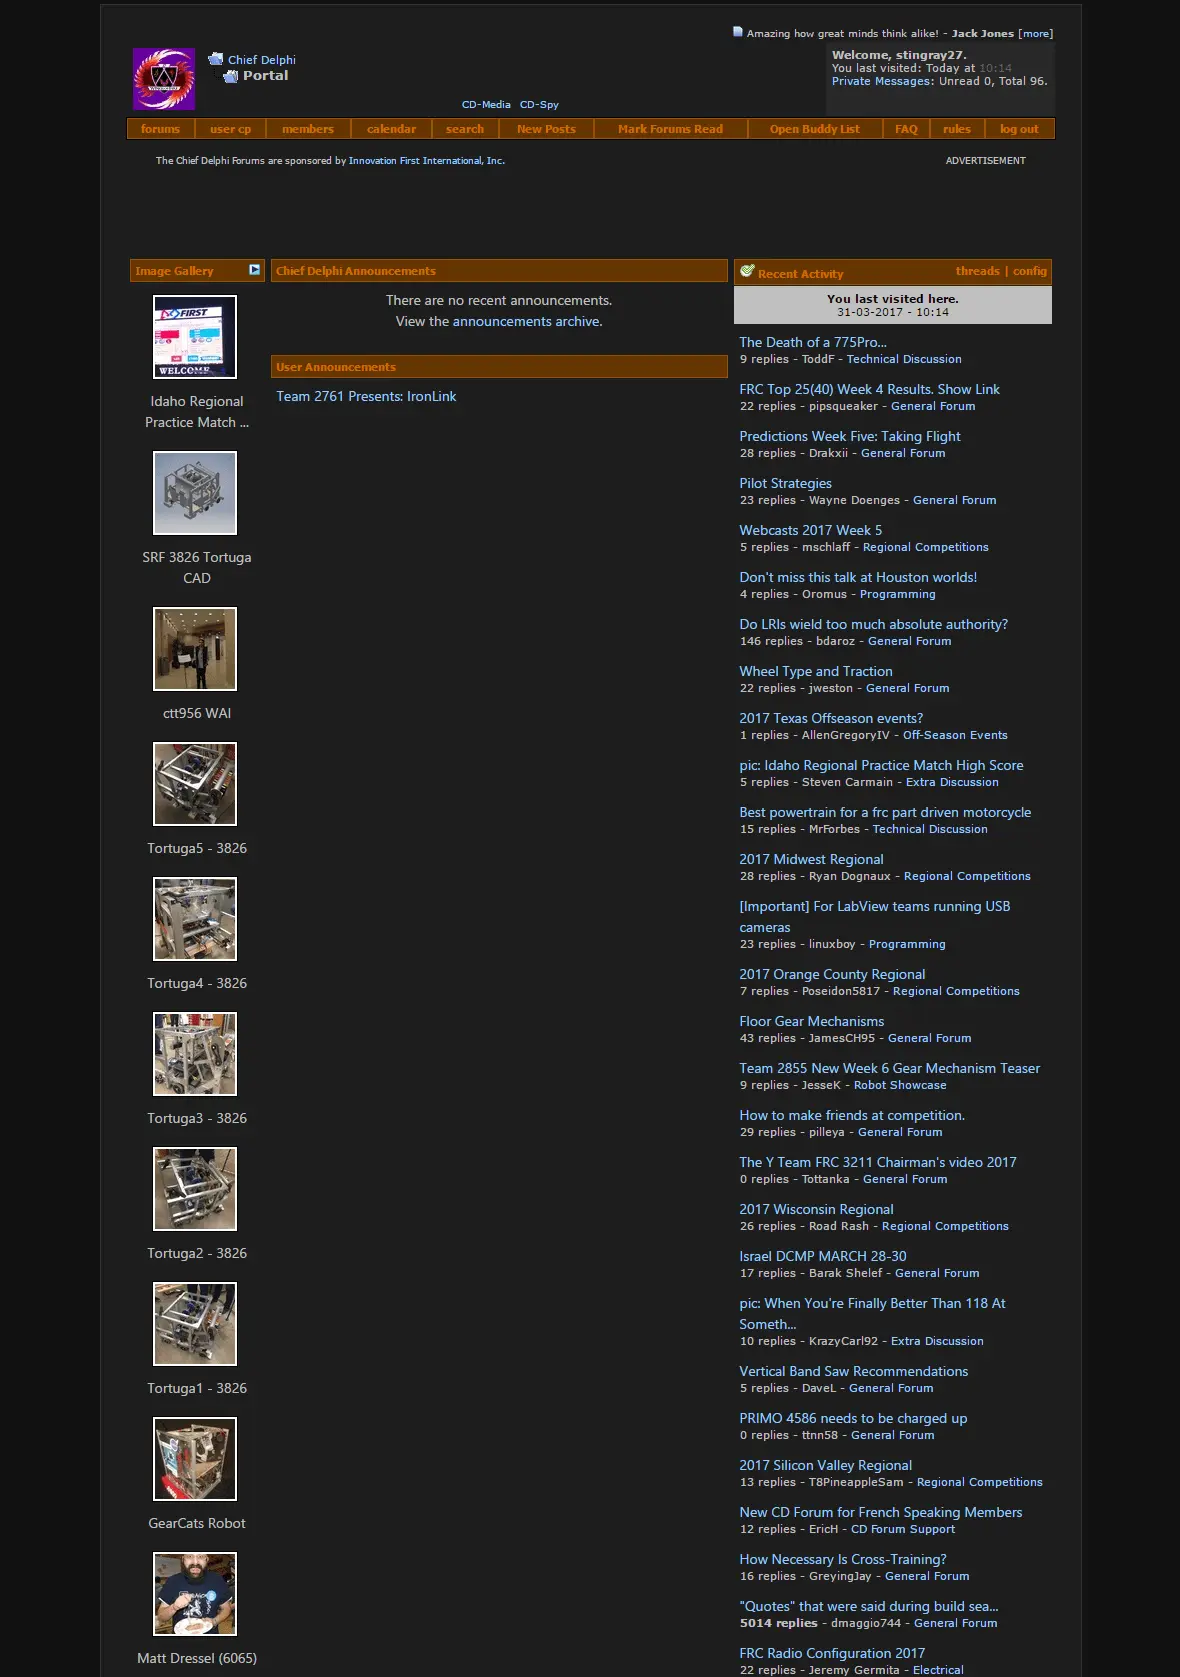 Amazing how great minds think alike! - Jack Jones [more]
Chief Delphi
Portal
Welcome, stingray27.
You last visited: Today at 10:14
Private Messages: Unread 0, Total 96.
CD-Media CD-Spy
forums user cp members calendar search New Posts Mark Forums Read Open Buddy List FAQ rules log out
The Chief Delphi Forums are sponsored by Innovation First International, Inc.
ADVERTISEMENT
Image Gallery
FIRST
WELCOME
Idaho Regional
Practice Match ...
SRF 3826 Tortuga
CAD
ctt956 WAI
Tortuga5 - 3826
Tortuga4 - 3826
Tortuga3 - 3826
Tortuga2 - 3826
Tortuga1 - 3826
GearCats Robot
Matt Dressel (6065)
Chief Delphi Announcements
There are no recent announcements.
View the announcements archive.
User Announcements
Team 2761 Presents: IronLink
Recent Activity threads | config
You last visited here.
31-03-2017 - 10:14
The Death of a 775Pro...
9 replies - ToddF - Technical Discussion
FRC Top 25(40) Week 4 Results. Show Link
22 replies - pipsqueaker - General Forum
Predictions Week Five: Taking Flight
28 replies - Drakxii - General Forum
Pilot Strategies
23 replies - Wayne Doenges - General Forum
Webcasts 2017 Week 5
5 replies - mschlaff - Regional Competitions
Don't miss this talk at Houston worlds!
4 replies - Oromus - Programming
Do LRIs wield too much absolute authority?
146 replies - bdaroz - General Forum
Wheel Type and Traction
22 replies - jweston - General Forum
2017 Texas Offseason events?
1 replies - AllenGregoryIV - Off-Season Events
pic: Idaho Regional Practice Match High Score
5 replies - Steven Carmain - Extra Discussion
Best powertrain for a frc part driven motorcycle
15 replies - MrForbes - Technical Discussion
2017 Midwest Regional
28 replies - Ryan Dognaux - Regional Competitions
[Important] For LabView teams running USB
cameras
23 replies - linuxboy - Programming
2017 Orange County Regional
7 replies - Poseidon5817 - Regional Competitions
Floor Gear Mechanisms
43 replies - JamesCH95 - General Forum
Team 2855 New Week 6 Gear Mechanism Teaser
9 replies - JesseK - Robot Showcase
How to make friends at competition.
29 replies - pilleya - General Forum
The Y Team FRC 3211 Chairman's video 2017
0 replies - Tottanka - General Forum
2017 Wisconsin Regional
26 replies - Road Rash - Regional Competitions
Israel DCMP MARCH 28-30
17 replies - Barak Shelef - General Forum
pic: When You're Finally Better Than 118 At
Someth...
10 replies - KrazyCarl92 - Extra Discussion
Vertical Band Saw Recommendations
5 replies - DaveL - General Forum
PRIMO 4586 needs to be charged up
0 replies - ttnn58 - General Forum
2017 Silicon Valley Regional
13 replies - T8PineappleSam - Regional Competitions
New CD Forum for French Speaking Members
12 replies - EricH - CD Forum Support
How Necessary Is Cross-Training?
16 replies - GreyingJay - General Forum
"Quotes" that were said during build sea...
5014 replies - dmaggio744 - General Forum
FRC Radio Configuration 2017
22 replies - Jeremy Germita - Electrical